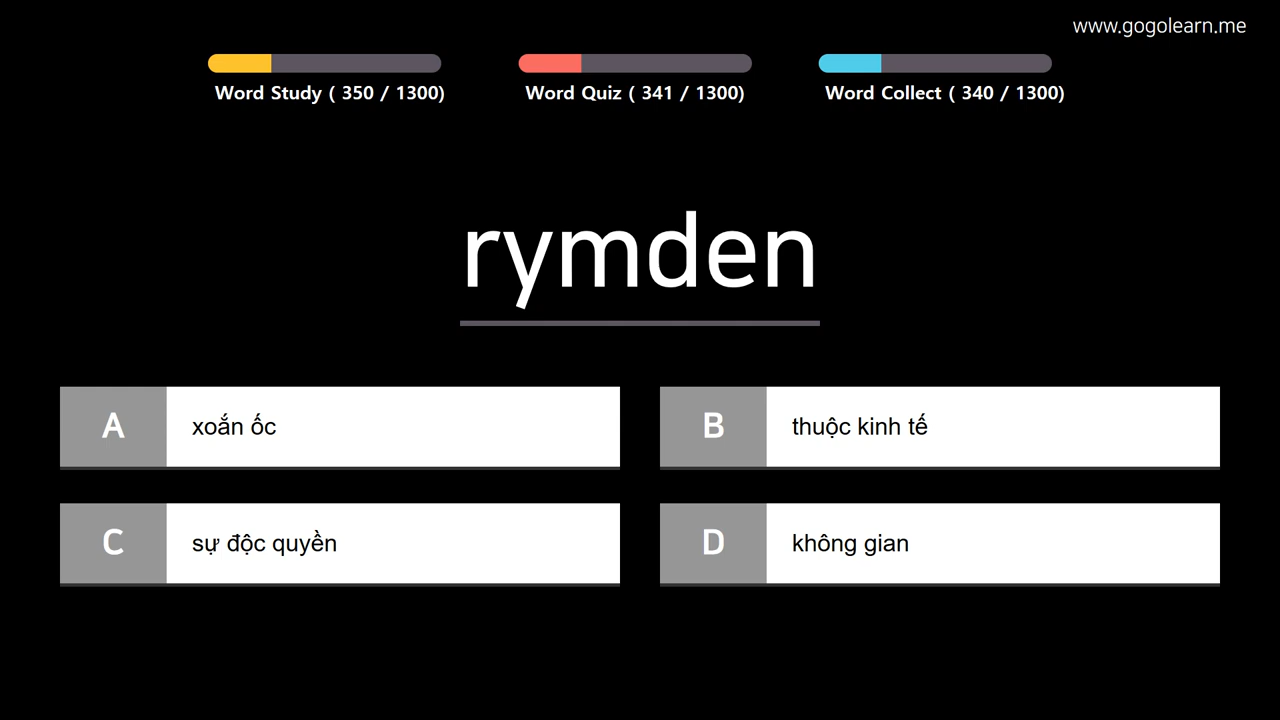 www.gogolearn.me
Word Study ( 350 / 1300)
Word Quiz ( 341 / 1300)
Word Collect ( 340 / 1300)
rymden
A
xoắn ốc
B
thuộc kinh tế
C
sự độc quyền
D
không gian